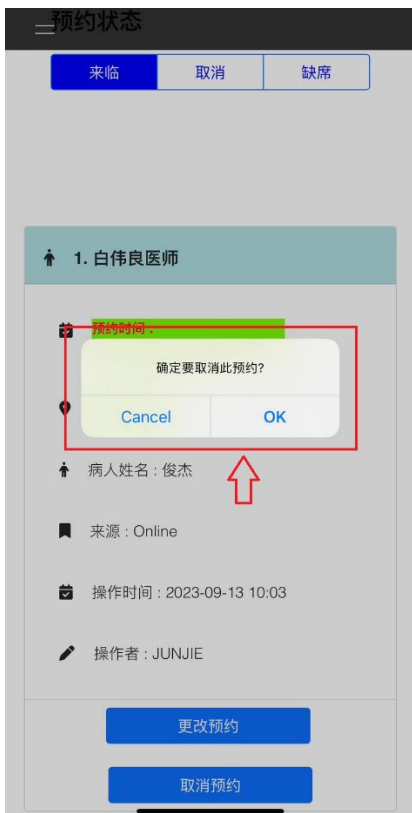 预约状态
来临
取消
缺席
1. 白伟良医师
预约时间 :
确定要取消此预约?
Cancel
OK
病人姓名 : 俊杰
来源 : Online
操作时间 : 2023-09-13 10:03
操作者 : JUNJIE
更改预约
取消预约